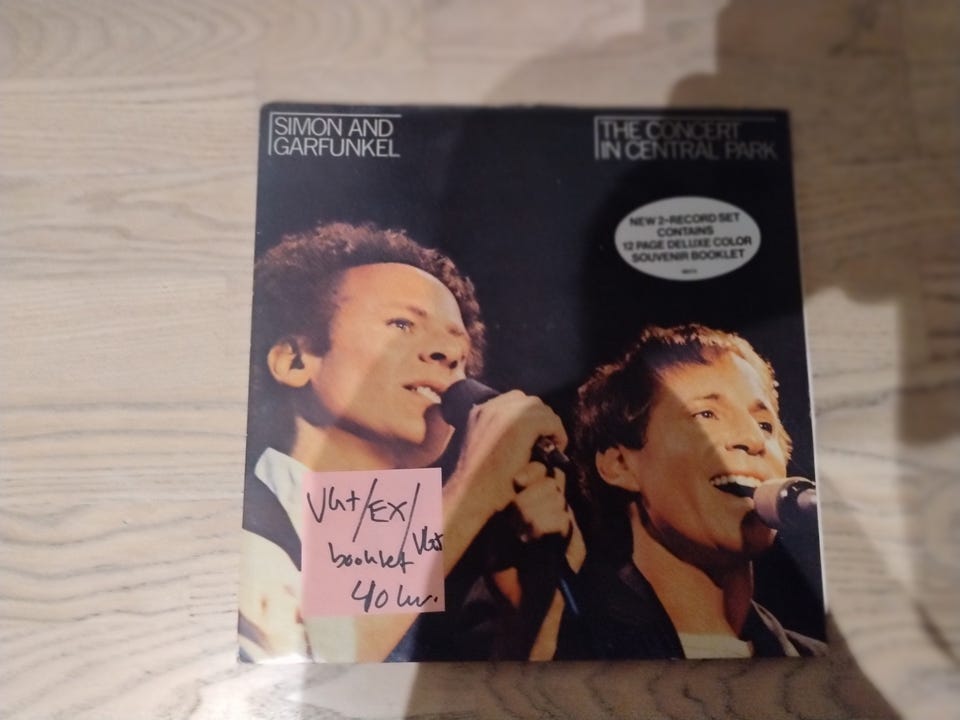 SIMON AND
GARFUNKEL
THE CONCERT
IN CENTRAL PARK
NEW 2-RECORD SET
CONTAINS
12 PAGE DELUXE COLOR
SOUVENIR BOOKLET
VG+/EX/
booklet VG+
40 kr.